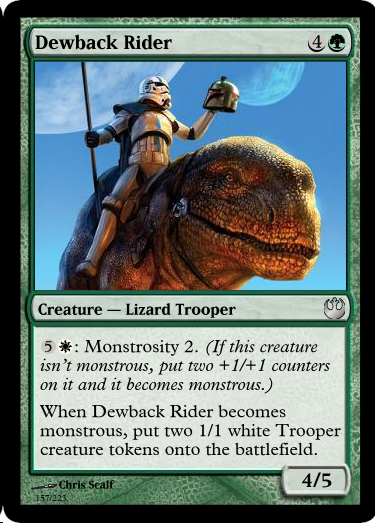 Dewback Rider 4
Creature — Lizard Trooper
5 : Monstrosity 2. (If this creature
isn't monstrous, put two +1/+1 counters
on it and it becomes monstrous.)
When Dewback Rider becomes
monstrous, put two 1/1 white Trooper
creature tokens onto the battlefield.
4/5
Chris Scalf
157/223